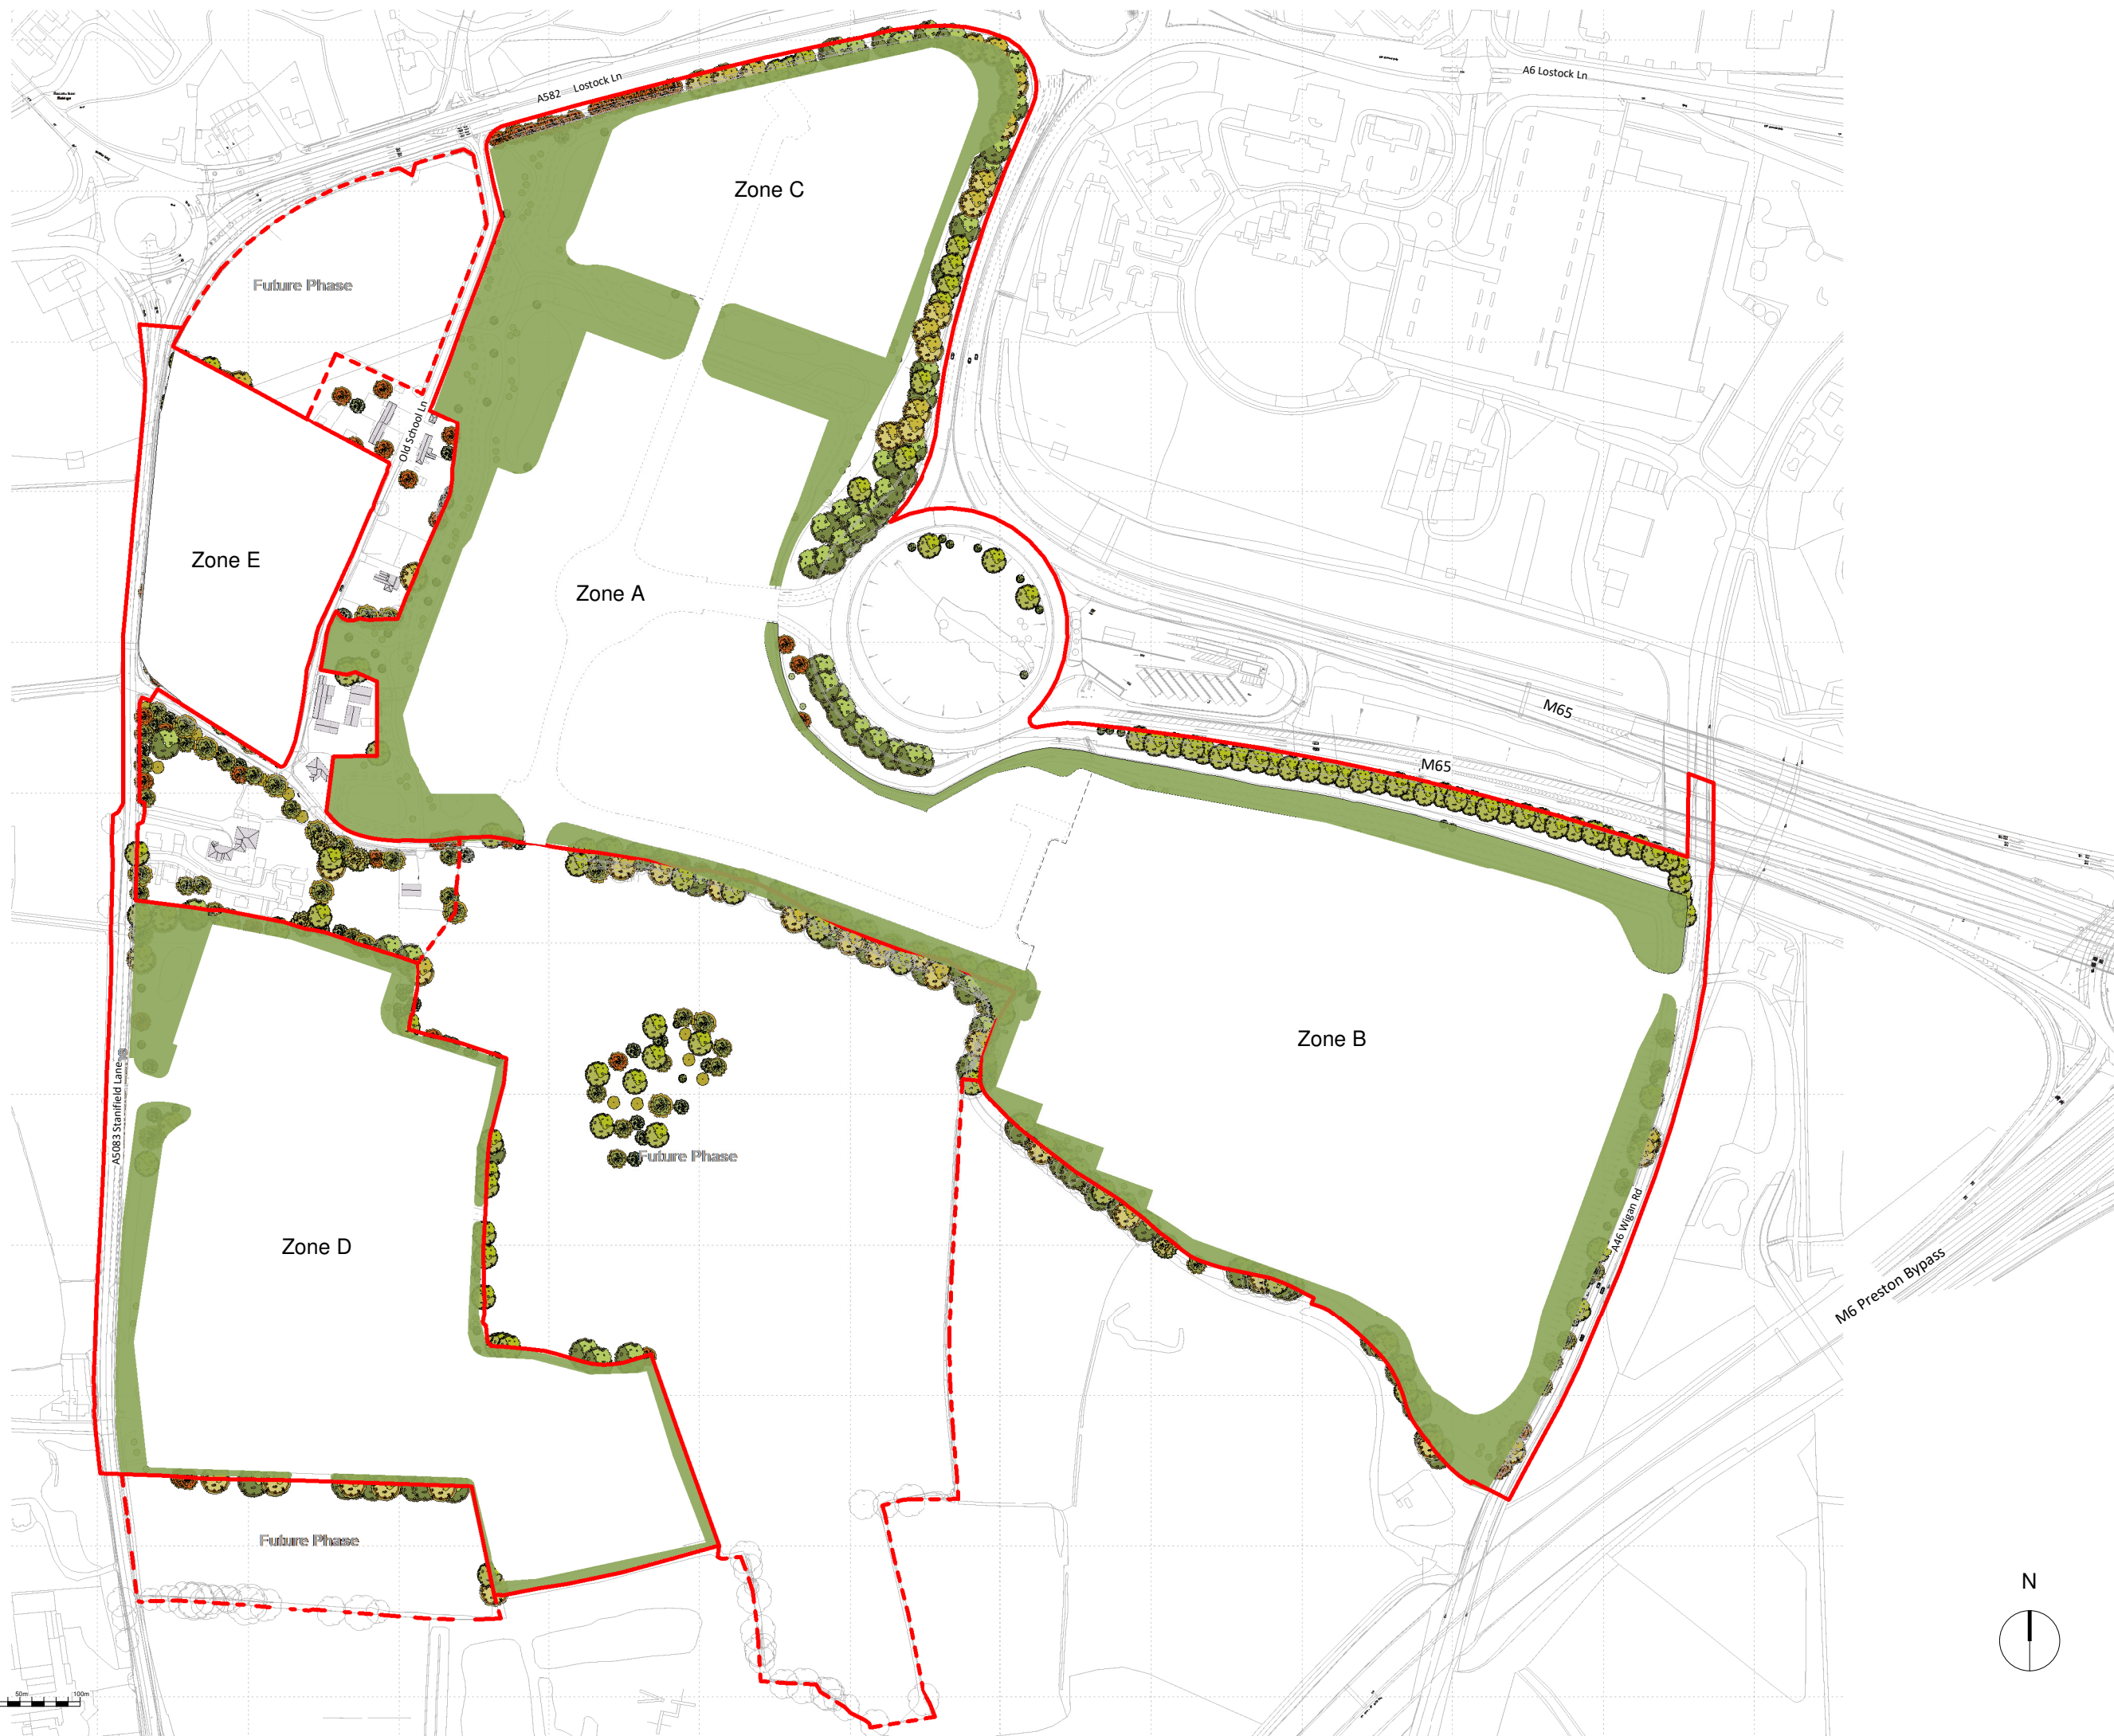 A582 Lostock Ln
A6 Lostock Ln
Zone C
Future Phase
Old School Ln
Zone E
Zone A
M65
M65
Zone B
A5083 Stanifield Lane
Future Phase
A46 Wigan Rd
Zone D
M6 Preston Bypass
Future Phase
N
50m 100m